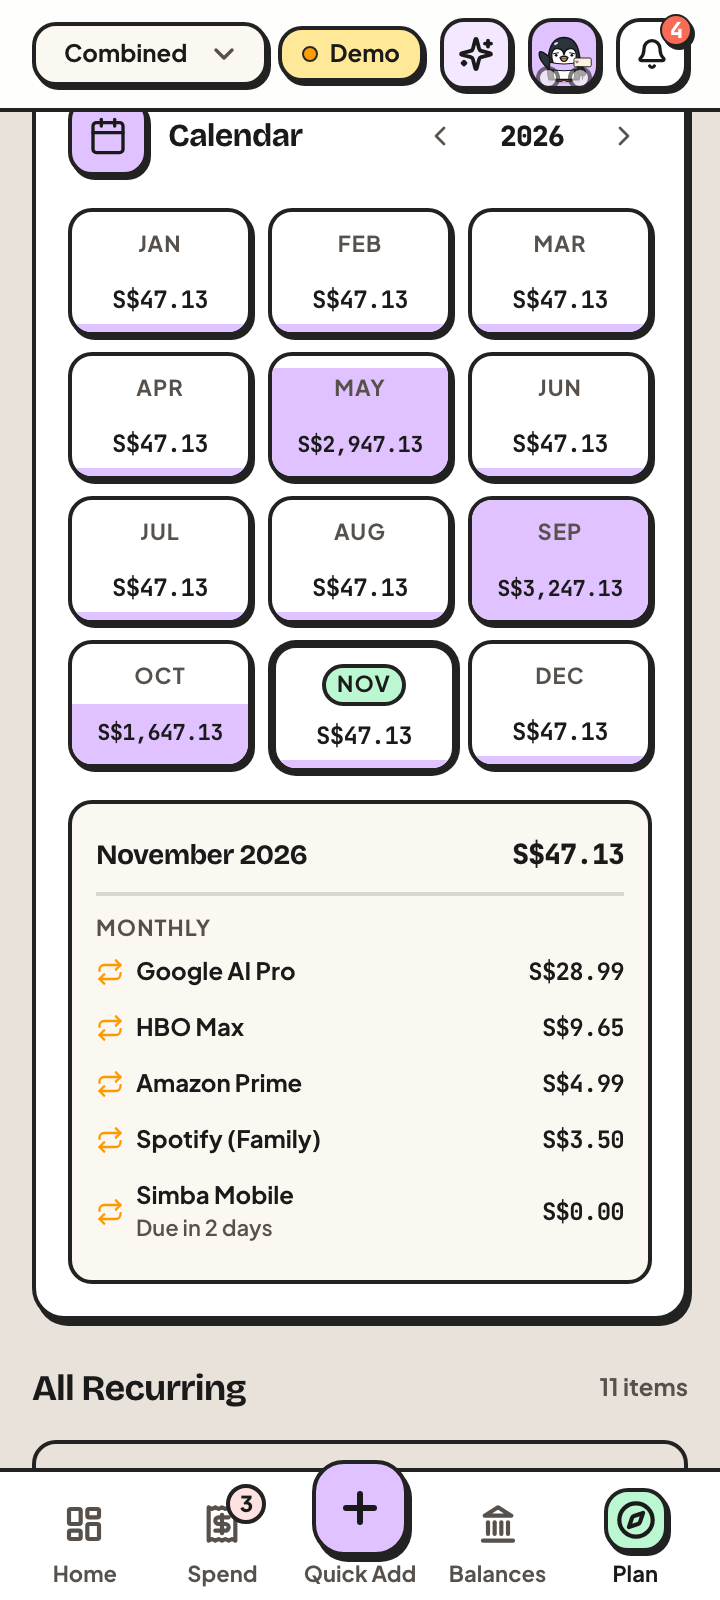 Combined
Demo
4
Calendar
2026
JAN
FEB
MAR
S$47.13
S$47.13
S$47.13
APR
MAY
JUN
S$47.13
S$2,947.13
S$47.13
JUL
AUG
SEP
S$47.13
S$47.13
S$3,247.13
OCT
NOV
DEC
S$1,647.13
S$47.13
S$47.13
November 2026
S$47.13
MONTHLY
Google AI Pro
S$28.99
HBO Max
S$9.65
Amazon Prime
S$4.99
Spotify (Family)
S$3.50
Simba Mobile
Due in 2 days
S$0.00
All Recurring
11 items
3
Home
Spend
Quick Add
Balances
Plan